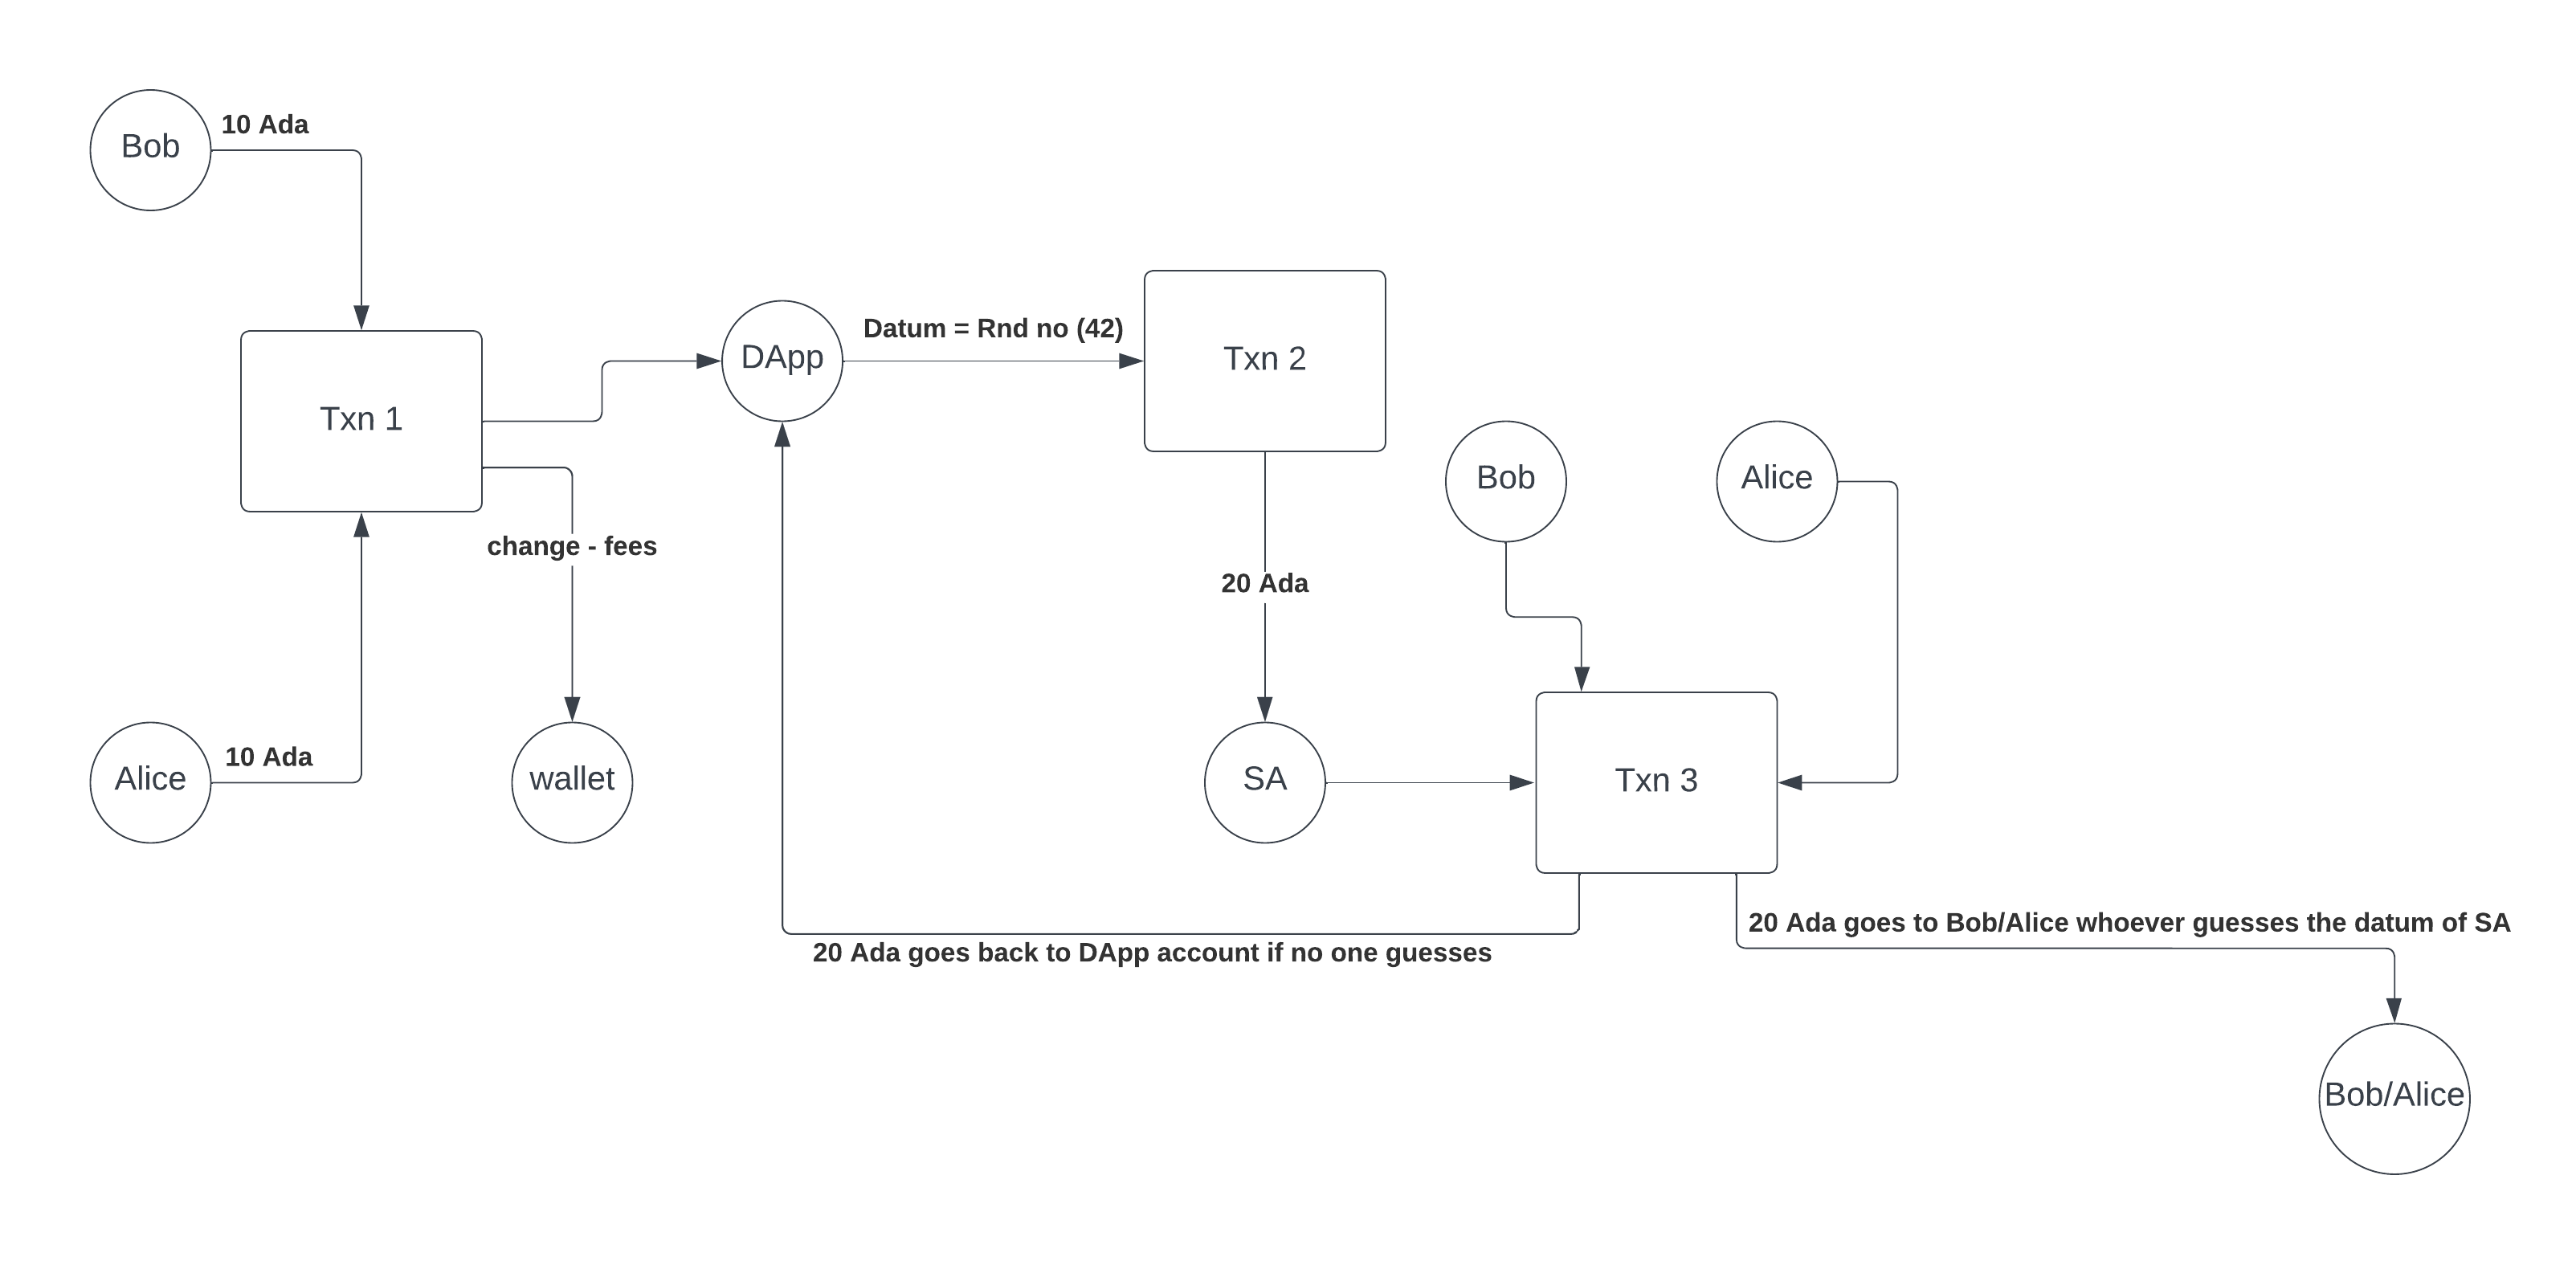 Bob
10 Ada
Txn 1
DApp
Datum = Rnd no (42)
Txn 2
Bob
Alice
change - fees
20 Ada
Alice
10 Ada
wallet
SA
Txn 3
20 Ada goes back to DApp account if no one guesses
20 Ada goes to Bob/Alice whoever guesses the datum of SA
Bob/Alice